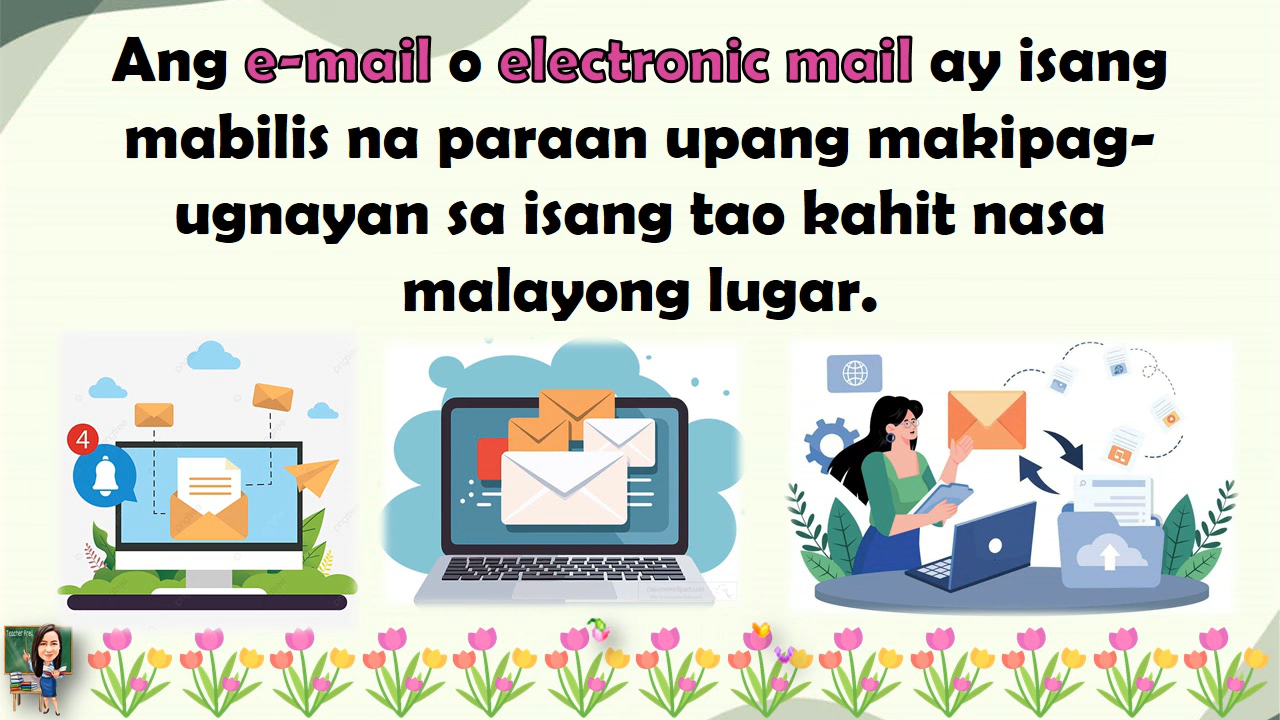 Ang e-mail o electronic mail ay isang
mabilis na paraan upang makipag-
ugnayan sa isang tao kahit nasa
malayong lugar.
4